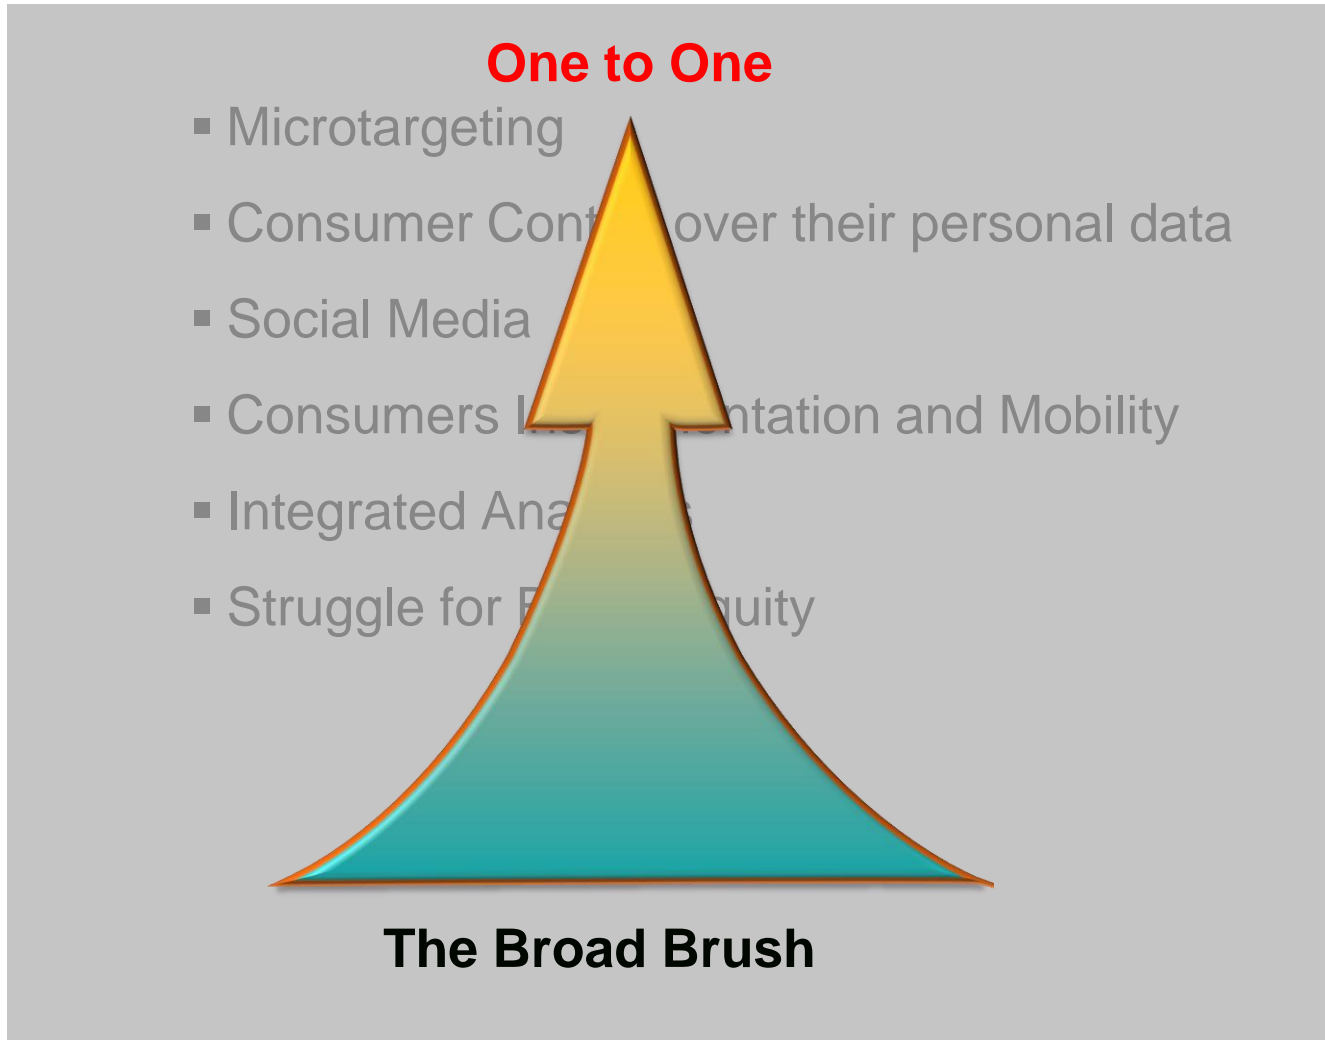 One to One
▪ Microtargeting
▪ Consumer Cont over their personal data
▪ Social Media
▪ Consumers ntation and Mobility
▪ Integrated Ana s
▪ Struggle for quity
The Broad Brush